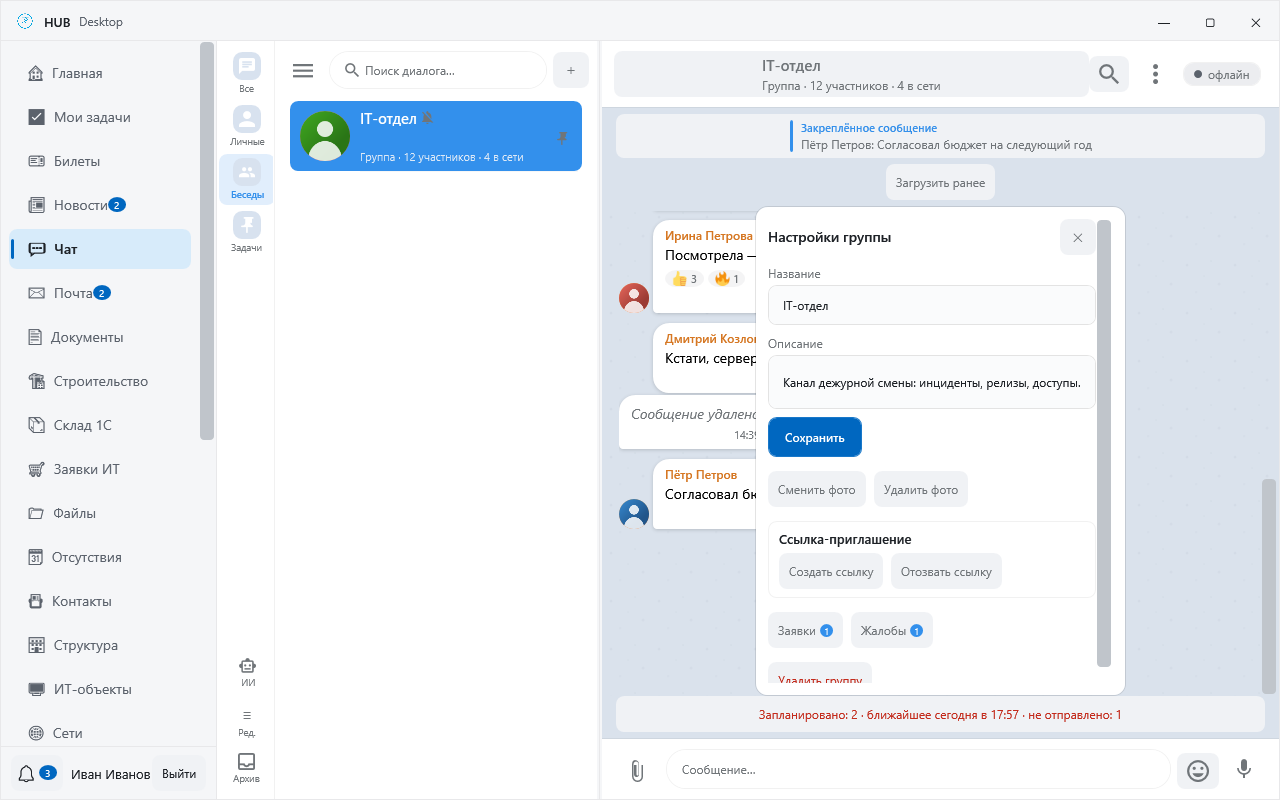 HUB Desktop
Главная
Мои задачи
Билеты
Новости 2
Чат
Почта 2
Документы
Строительство
Склад 1С
Заявки ИТ
Файлы
31 Отсутствия
Контакты
Структура
ИТ-объекты
Сети
3 Иван Иванов Выйти
Все
Личные
Беседы
Задачи
ИИ
Ред.
Архив
Поиск диалога...
+
IT-отдел
Группа · 12 участников · 4 в сети
IT-отдел
Группа · 12 участников · 4 в сети
офлайн
Закреплённое сообщение
Пётр Петров: Согласовал бюджет на следующий год
Загрузить ранее
Ирина Петрова
Посмотрела —
👍 3 🔥 1
Дмитрий Козло
Кстати, сервер
Сообщение удалено
14:39
Пётр Петров
Согласовал бю
Настройки группы
Название
IT-отдел
Описание
Канал дежурной смены: инциденты, релизы, доступы.
Сохранить
Сменить фото Удалить фото
Ссылка-приглашение
Создать ссылку Отозвать ссылку
Заявки 1 Жалобы 1
Удалить группу
Запланировано: 2 · ближайшее сегодня в 17:57 · не отправлено: 1
Сообщение...